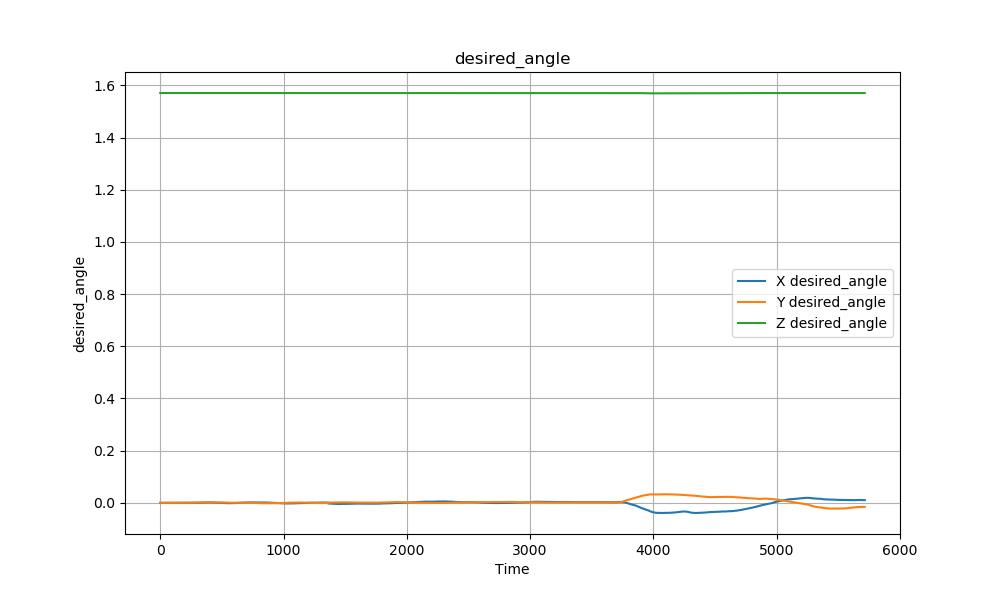 desired_angle
1.6
1.4
1.2
1.0
0.8
0.6
0.4
0.2
0.0
desired_angle
X desired_angle
Y desired_angle
Z desired_angle
0 1000 2000 3000 4000 5000 6000
Time